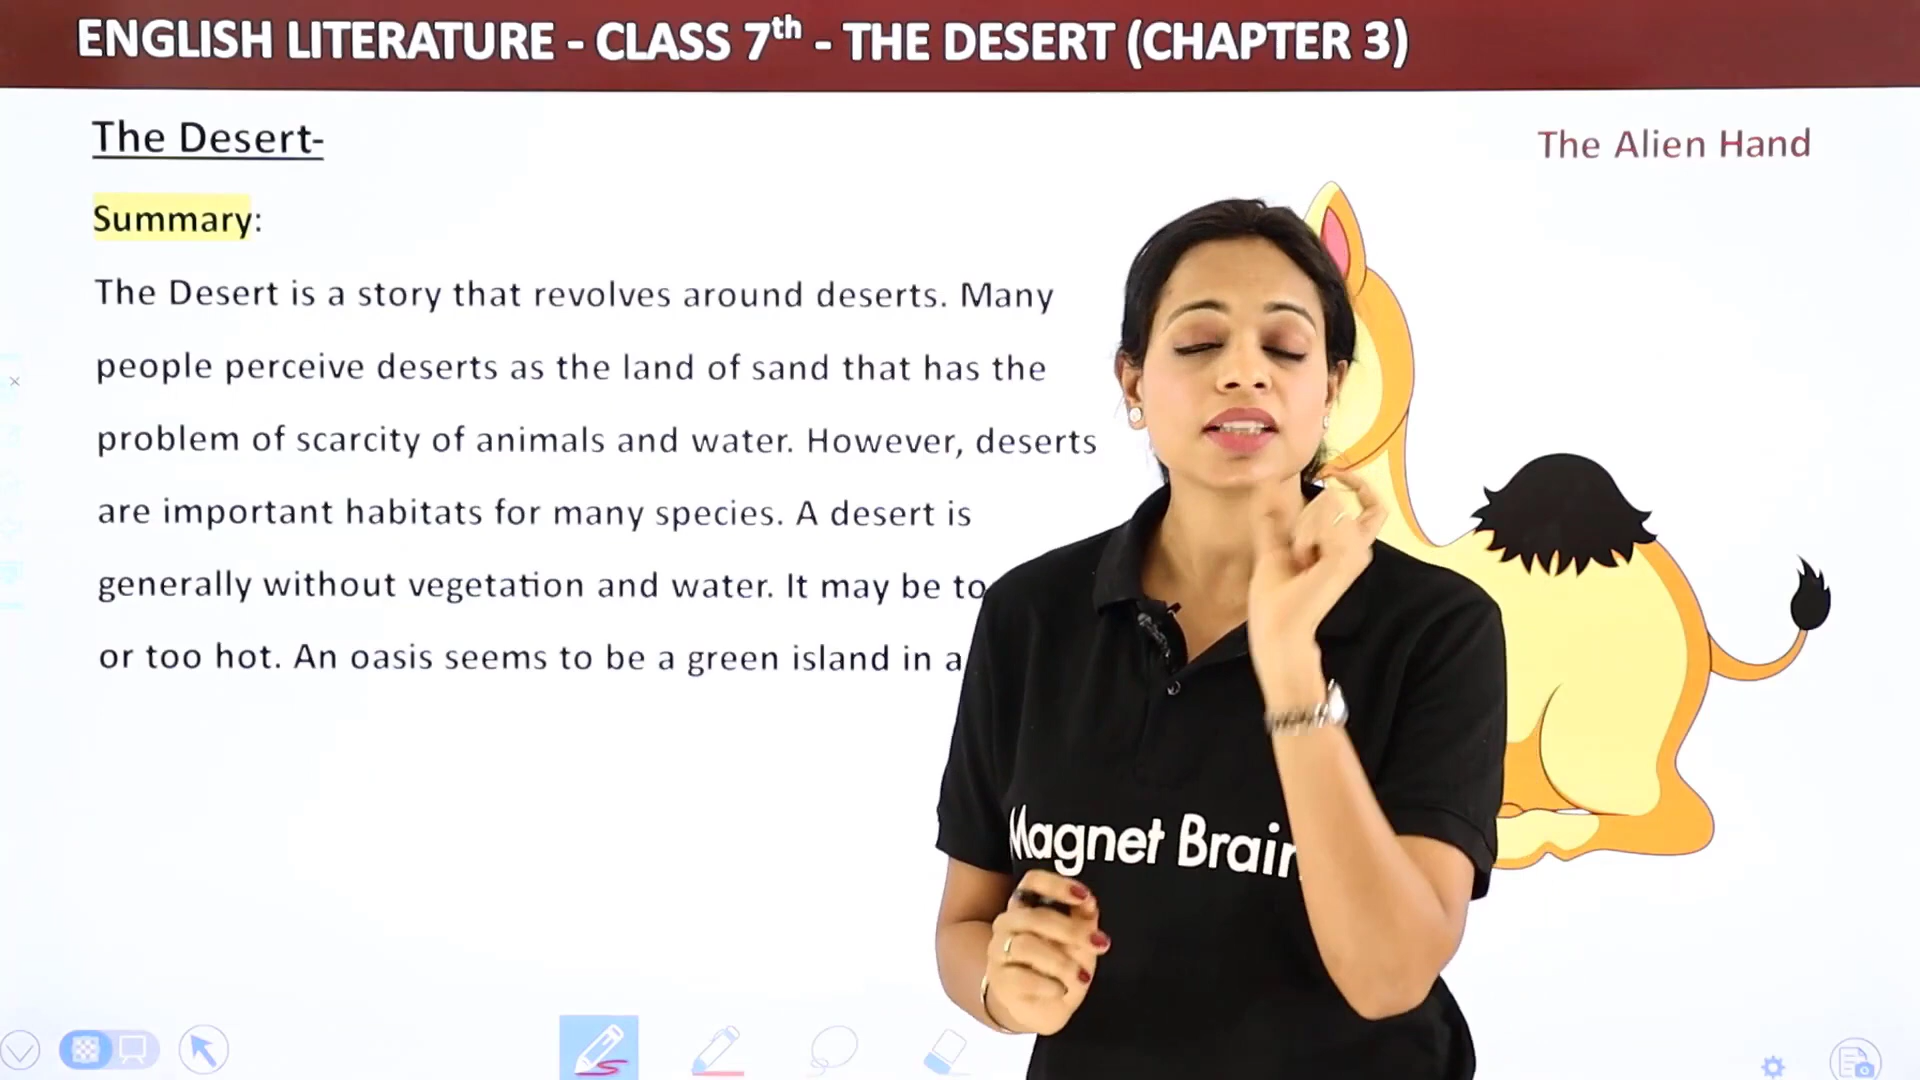 ENGLISH LITERATURE - CLASS 7th - THE DESERT (CHAPTER 3)
The Desert-
The Alien Hand
Summary:
The Desert is a story that revolves around deserts. Many
people perceive deserts as the land of sand that has the
problem of scarcity of animals and water. However, deserts
are important habitats for many species. A desert is
generally without vegetation and water. It may be
or too hot. An oasis seems to be a green island in a
Magnet